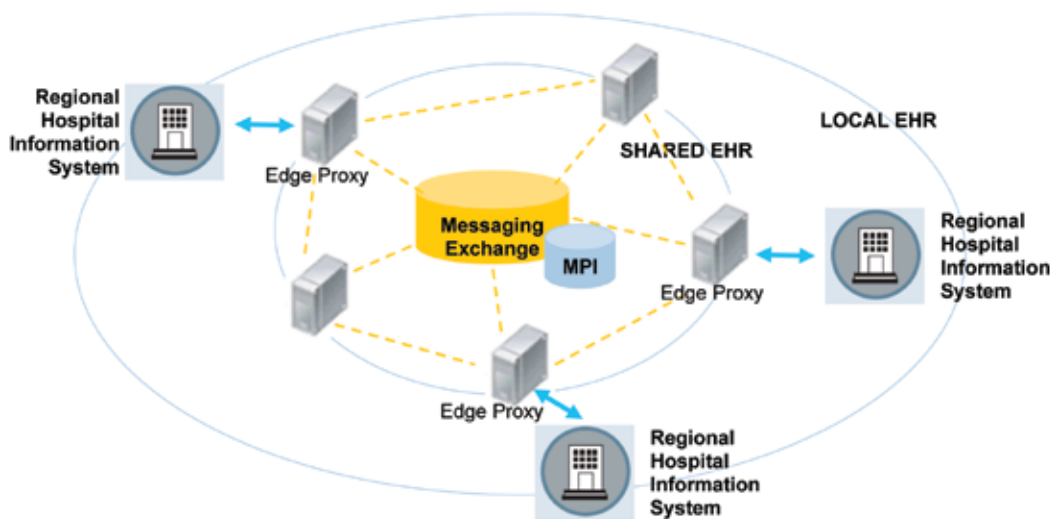 Regional
Hospital
Information
System
Edge Proxy
LOCAL EHR
SHARED EHR
Messaging
Exchange
MPI
Edge Proxy
Regional
Hospital
Information
System
Edge Proxy
Regional
Hospital
Information
System